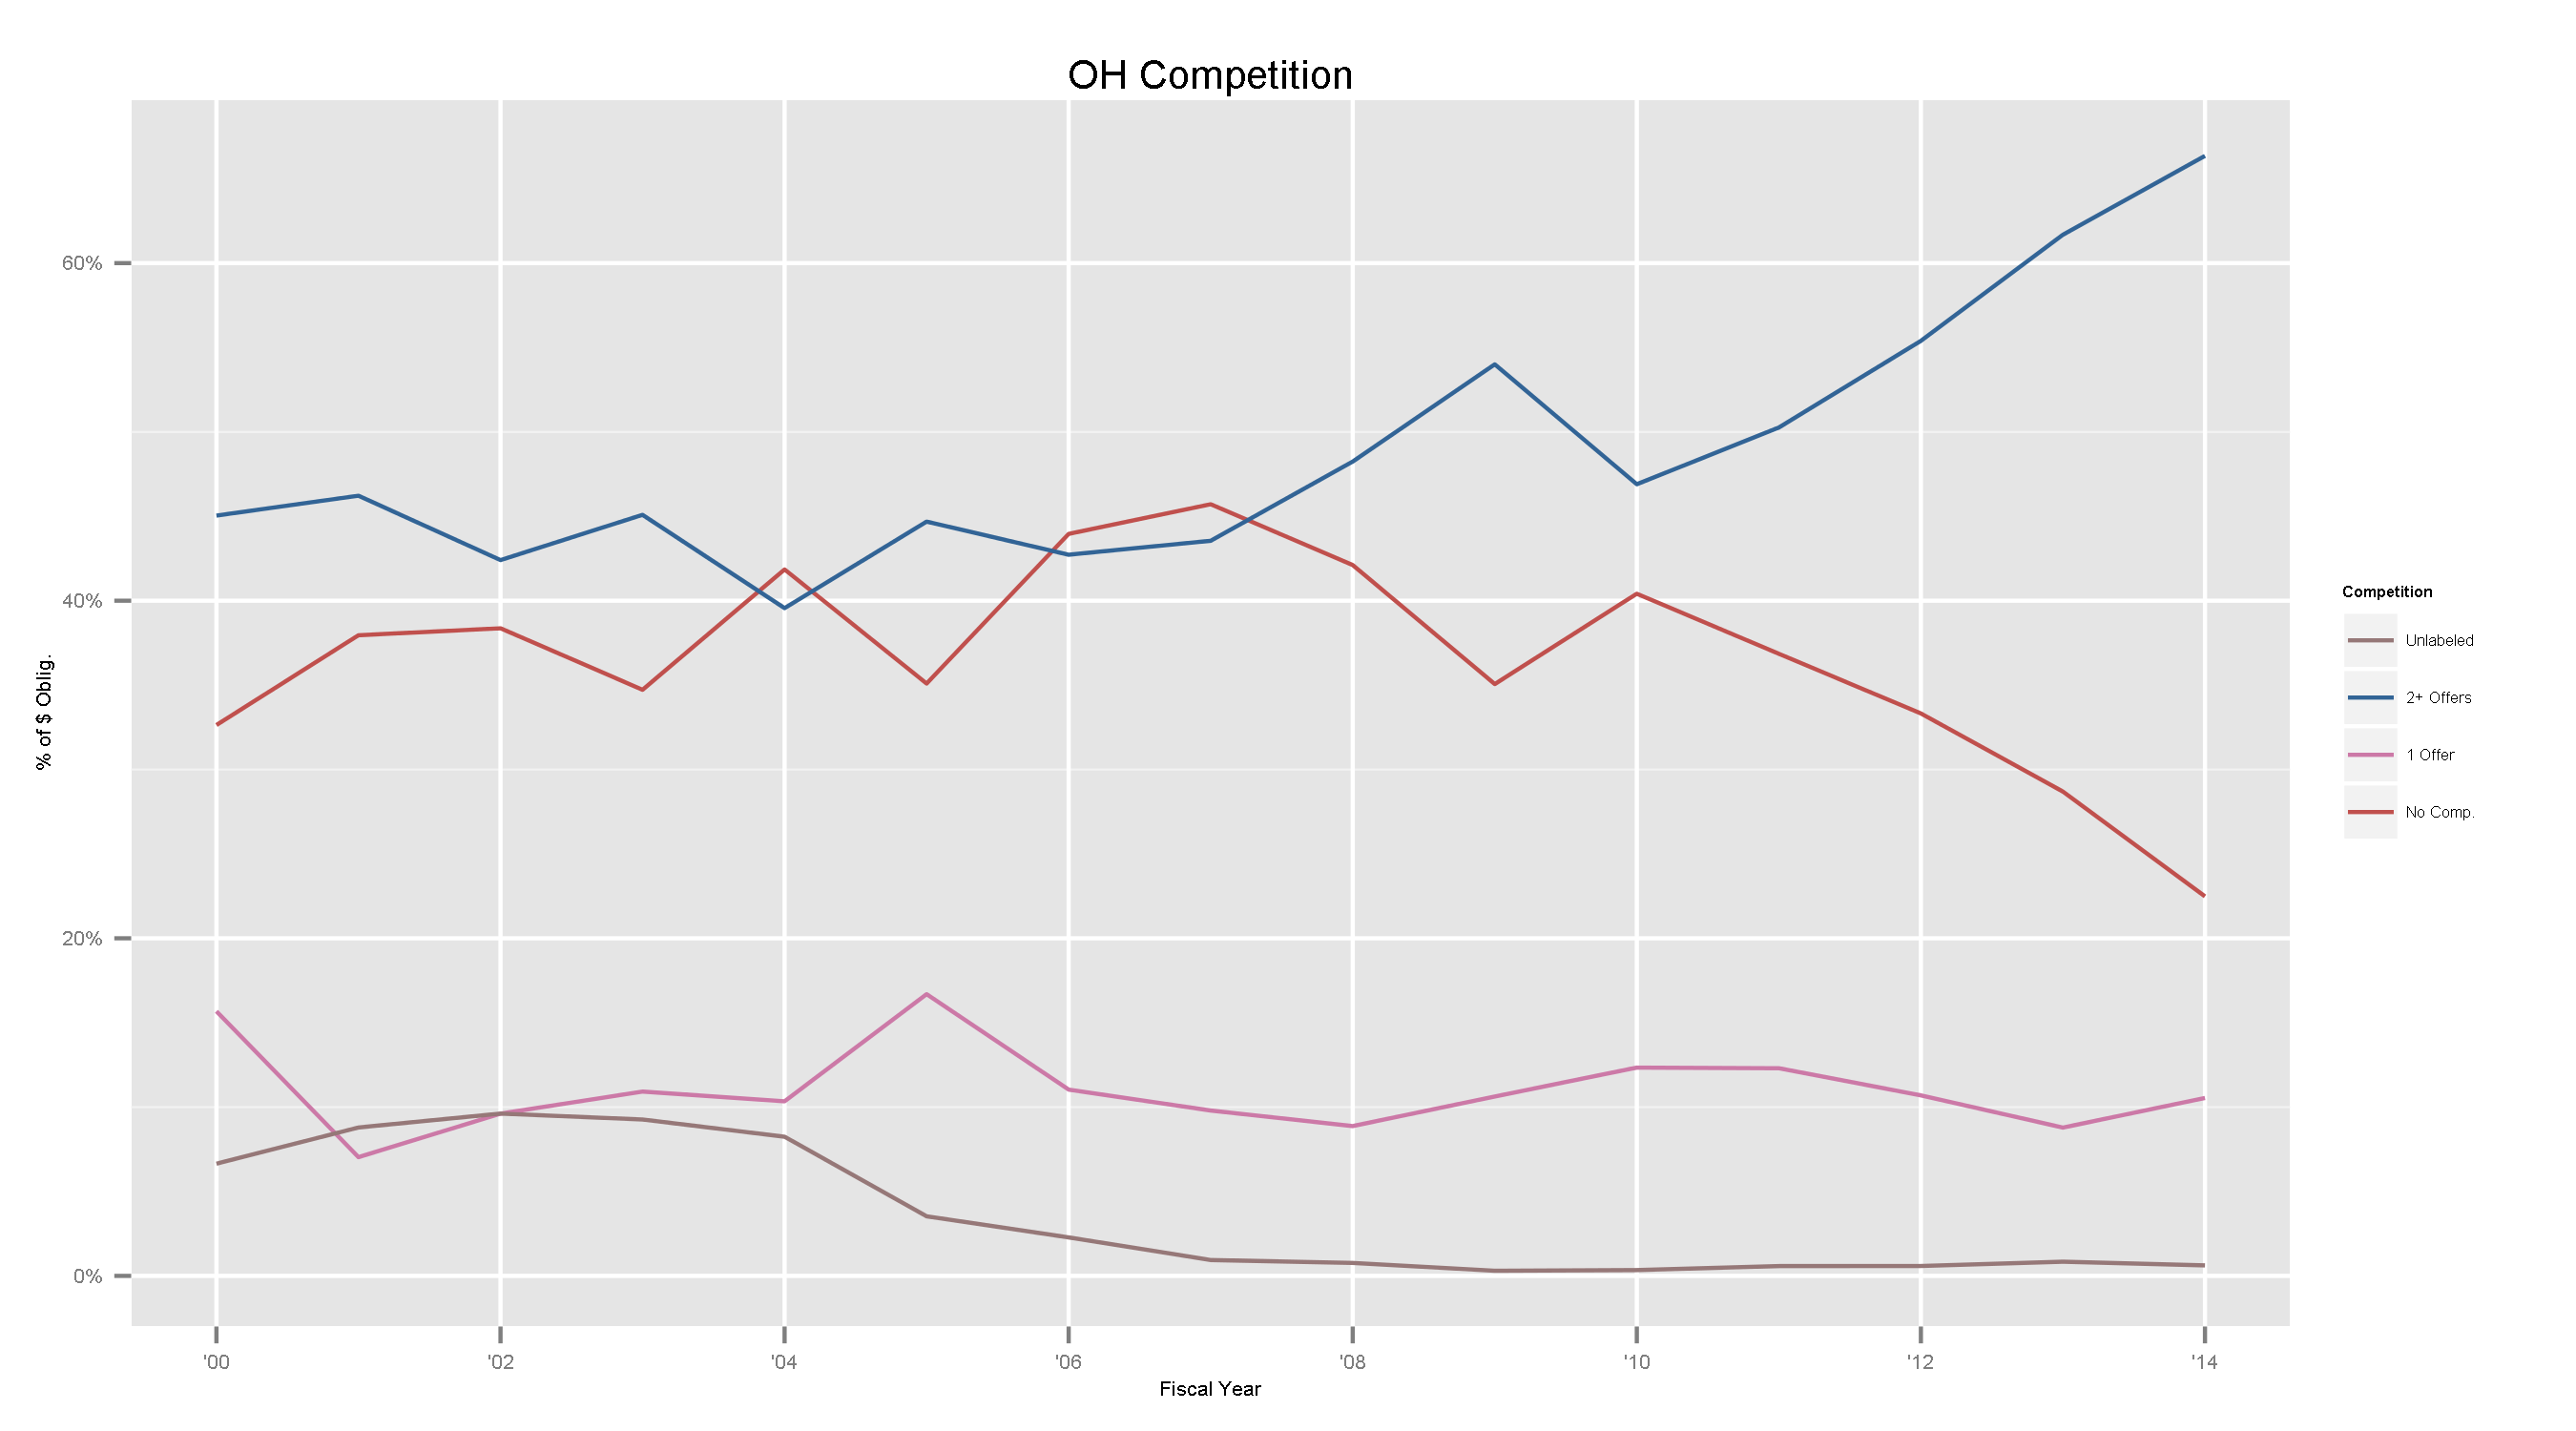 OH Competition
% of $ Oblig.
60%
40%
20%
0%
'00
'02
'04
'06
'08
'10
'12
'14
Fiscal Year
Competition
Unlabeled
2+ Offers
1 Offer
No Comp.